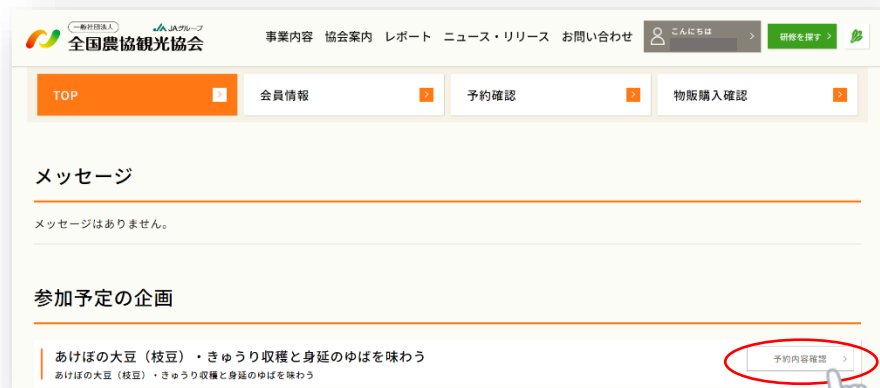 一般社団法人 JAグループ
全国農協観光協会
事業内容 協会案内 レポート ニュース・リリース お問い合わせ
こんにちは
研修を探す
TOP
会員情報
予約確認
物販購入確認
メッセージ
メッセージはありません。
参加予定の企画
あけぼの大豆（枝豆）・きゅうり収穫と身延のゆばを味わう
あけぼの大豆（枝豆）・きゅうり収穫と身延のゆばを味わう
予約内容確認